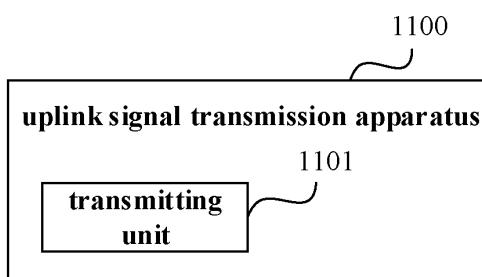 1100
uplink signal transmission apparatus
1101
transmitting
unit